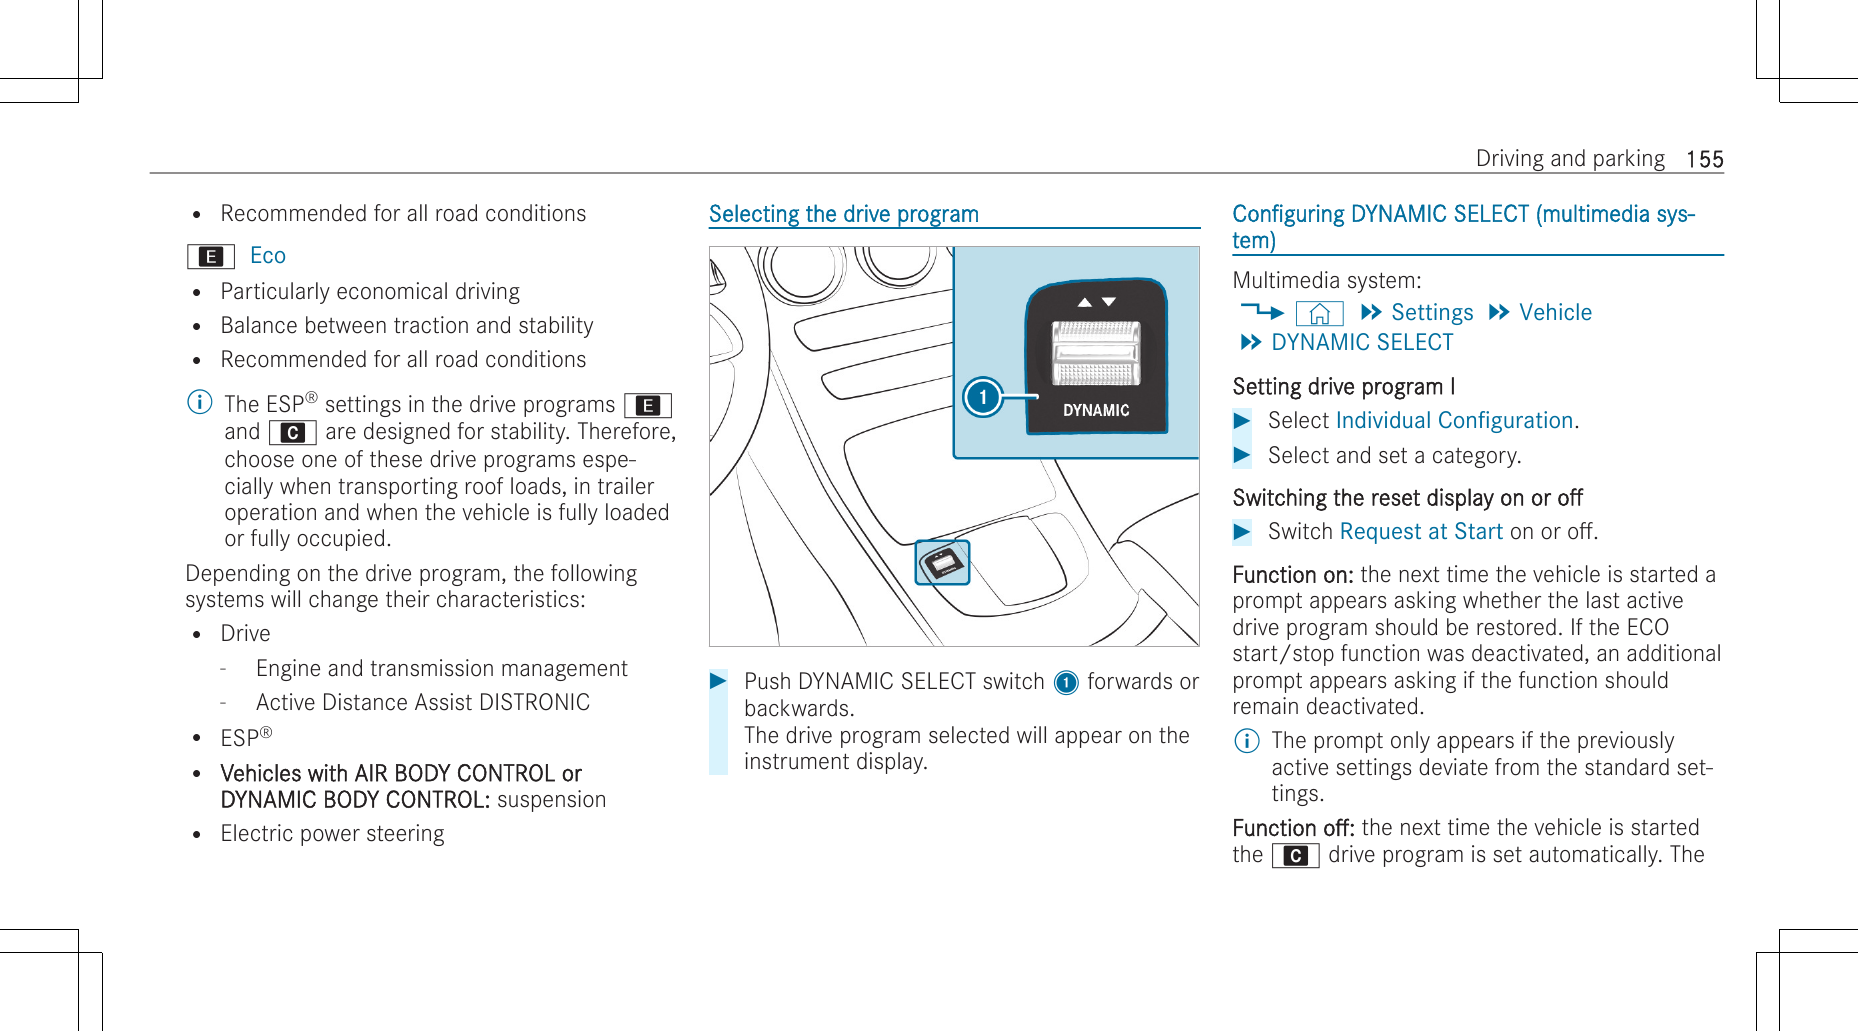 Driving and parking 155
• Recommended for all road conditions
E Eco
• Particularly economical driving
• Balance between traction and stability
• Recommended for all road conditions
i The ESP® settings in the drive programs E
and C are designed for stability. Therefore,
choose one of these drive programs espe-
cially when transporting roof loads, in trailer
operation and when the vehicle is fully loaded
or fully occupied.
Depending on the drive program, the following
systems will change their characteristics:
• Drive
- Engine and transmission management
- Active Distance Assist DISTRONIC
• ESP®
• Vehicles with AIR BODY CONTROL or
DYNAMIC BODY CONTROL: suspension
• Electric power steering
Selecting the drive program
1
DYNAMIC
Push DYNAMIC SELECT switch 1 forwards or
backwards.
The drive program selected will appear on the
instrument display.
Configuring DYNAMIC SELECT (multimedia sys-
tem)
Multimedia system:
Settings Vehicle
DYNAMIC SELECT
Setting drive program I
Select Individual Configuration.
Select and set a category.
Switching the reset display on or off
Switch Request at Start on or off.
Function on: the next time the vehicle is started a
prompt appears asking whether the last active
drive program should be restored. If the ECO
start/stop function was deactivated, an additional
prompt appears asking if the function should
remain deactivated.
i The prompt only appears if the previously
active settings deviate from the standard set-
tings.
Function off: the next time the vehicle is started
the C drive program is set automatically. The